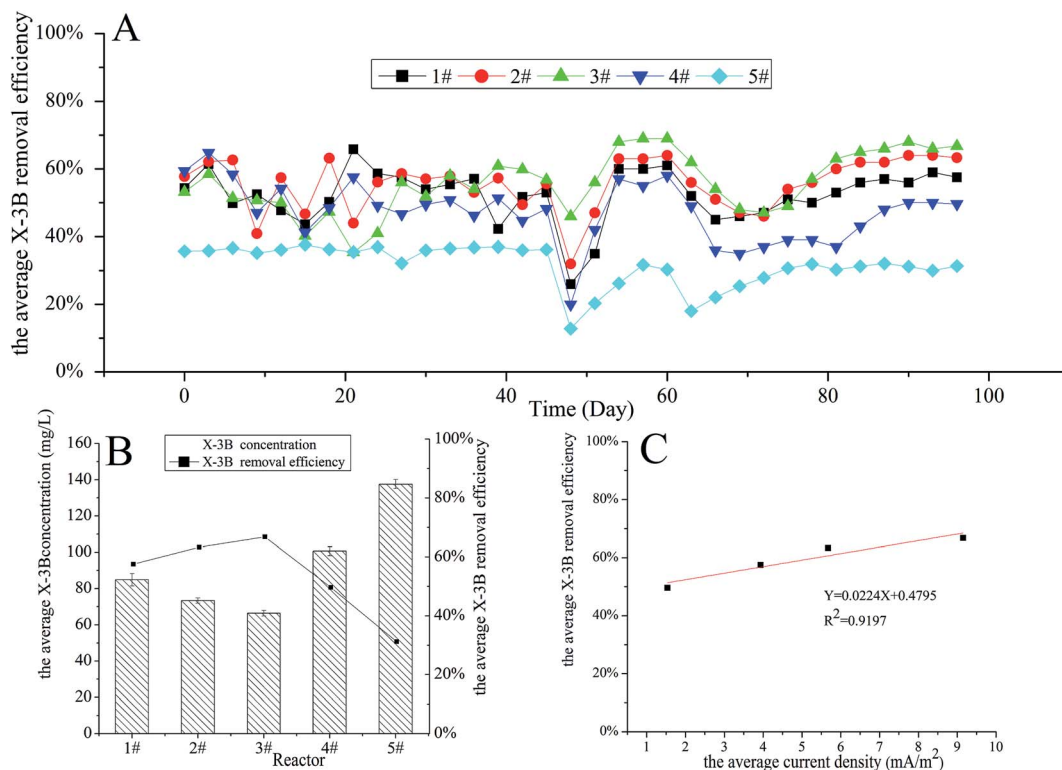 A
the average X-3B removal efficiency
100%
80%
60%
40%
20%
0%
1# 2# 3# 4# 5#
0 20 40 60 80 100
Time (Day)
B
the average X-3Bconcentration (mg/L)
160
140
120
100
80
60
40
20
0
X-3B concentration
X-3B removal efficiency
100%
80%
60%
40%
20%
0%
the average X-3B removal efficiency
1# 2# 3# 4# 5#
Reactor
C
the average X-3B removal efficiency
100%
80%
60%
40%
20%
0%
Y=0.0224X+0.4795
R²=0.9197
1 2 3 4 5 6 7 8 9 10
the average current density (mA/m²)